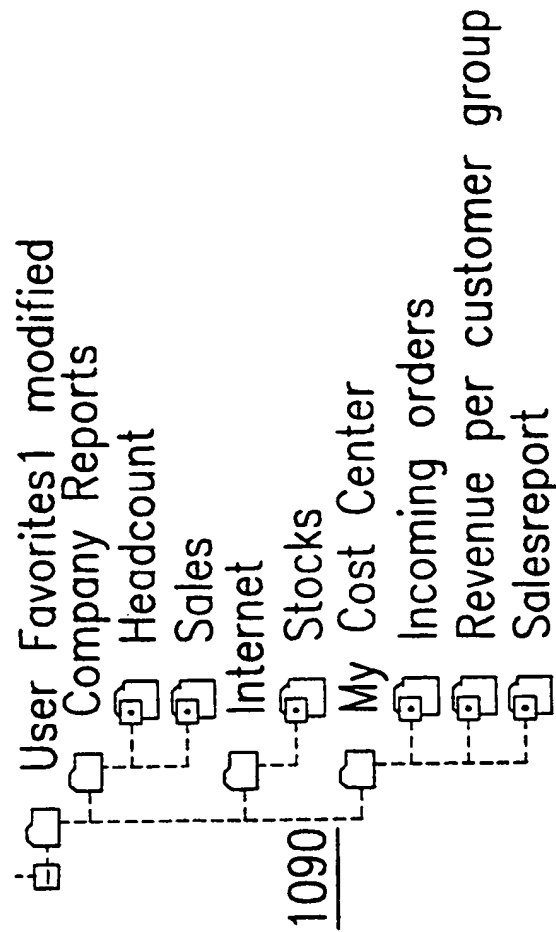 User Favorites1 modified
Company Reports
Headcount
Sales
Internet
Stocks
My Cost Center
Incoming orders
Revenue per customer group
Salesreport
1090